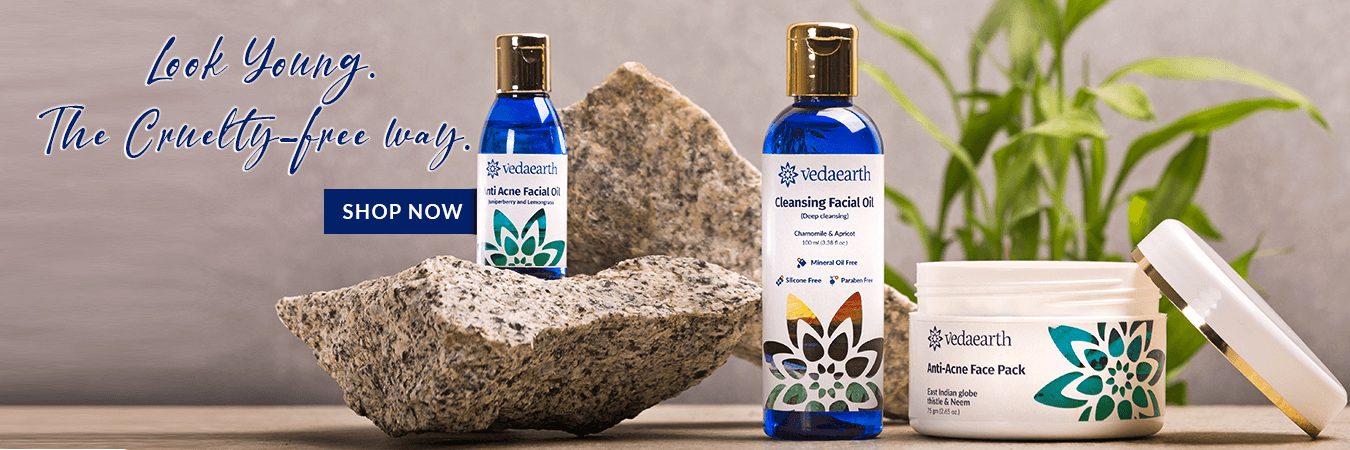 Look Young.
The Cruelty-free way.
SHOP NOW
vedaearth
Anti Acne Facial Oil
Juniperberry and Lemongrass
vedaearth
Cleansing Facial Oil
(Deep cleansing)
Chamomile & Apricot
100 ml (3.38 fl oz.)
Mineral Oil Free
Silicone Free Paraben Free
vedaearth
Anti-Acne Face Pack
East Indian globe
thistle & Neem
75 gm (2.65 oz.)